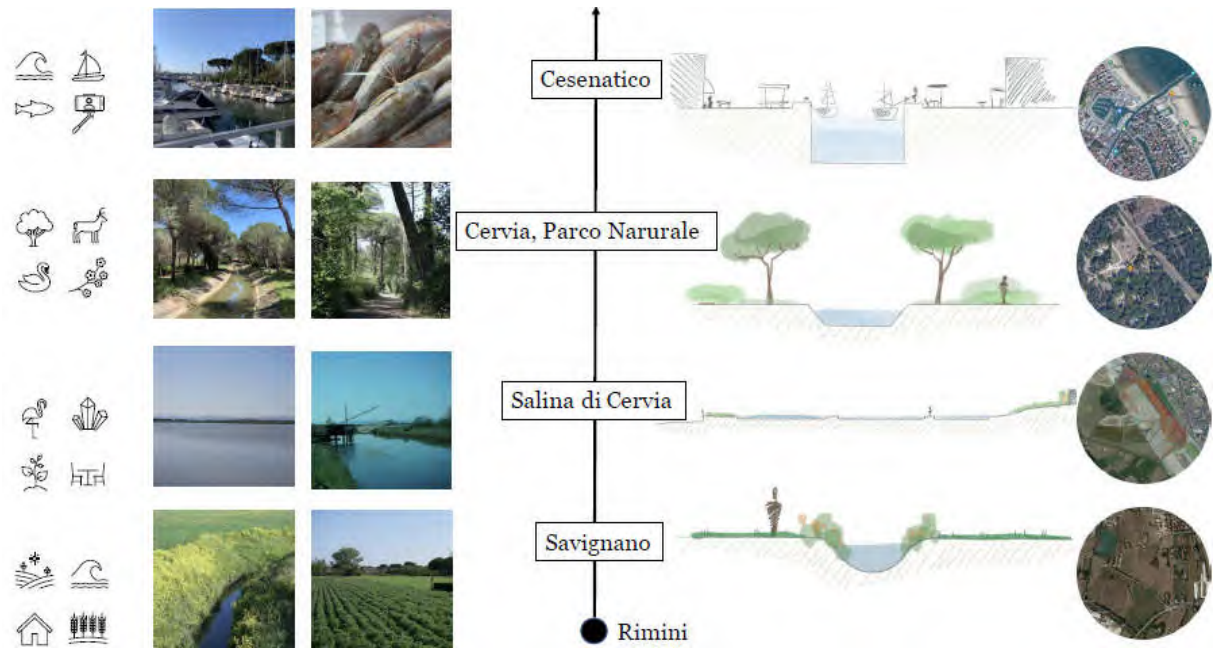 Cesenatico
Cervia, Parco Narurale
Salina di Cervia
Savignano
Rimini